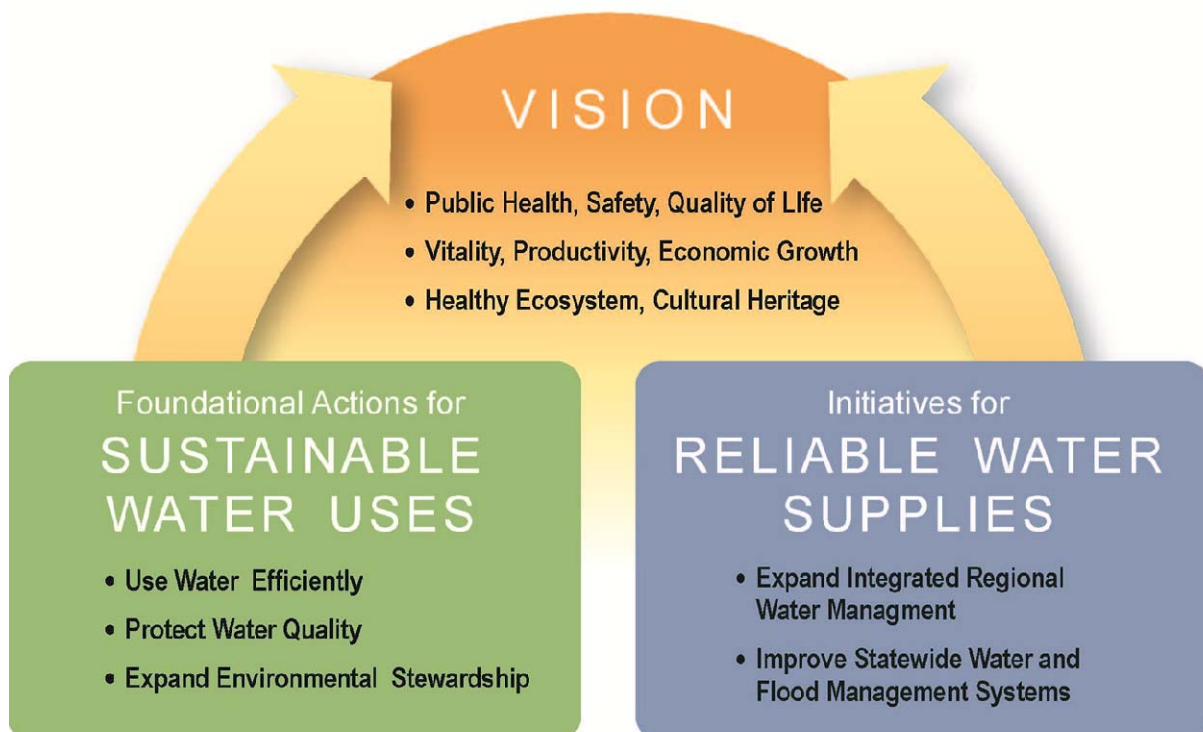 VISION
• Public Health, Safety, Quality of LIfe
• Vitality, Productivity, Economic Growth
• Healthy Ecosystem, Cultural Heritage
Foundational Actions for
SUSTAINABLE
WATER USES
• Use Water Efficiently
• Protect Water Quality
• Expand Environmental Stewardship
Initiatives for
RELIABLE WATER
SUPPLIES
• Expand Integrated Regional
Water Managment
• Improve Statewide Water and
Flood Management Systems